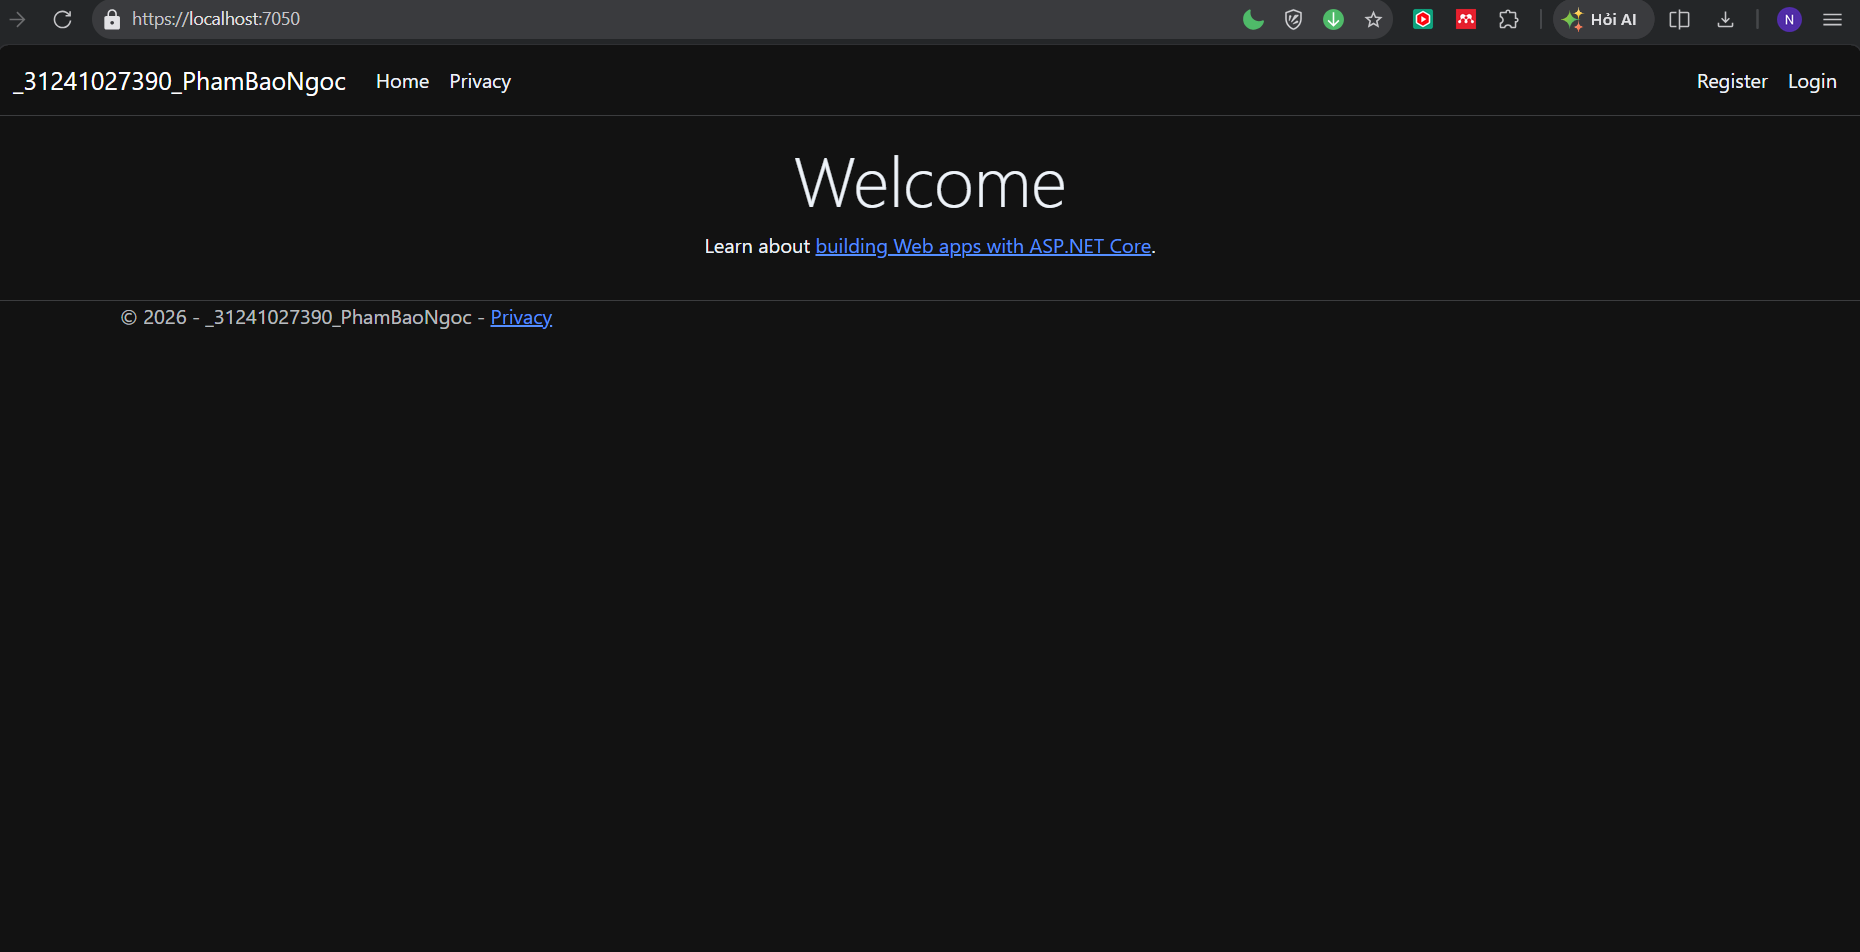 https://localhost:7050
Hỏi AI
N
_31241027390_PhamBaoNgoc Home Privacy Register Login
Welcome
Learn about building Web apps with ASP.NET Core.
© 2026 - _31241027390_PhamBaoNgoc - Privacy